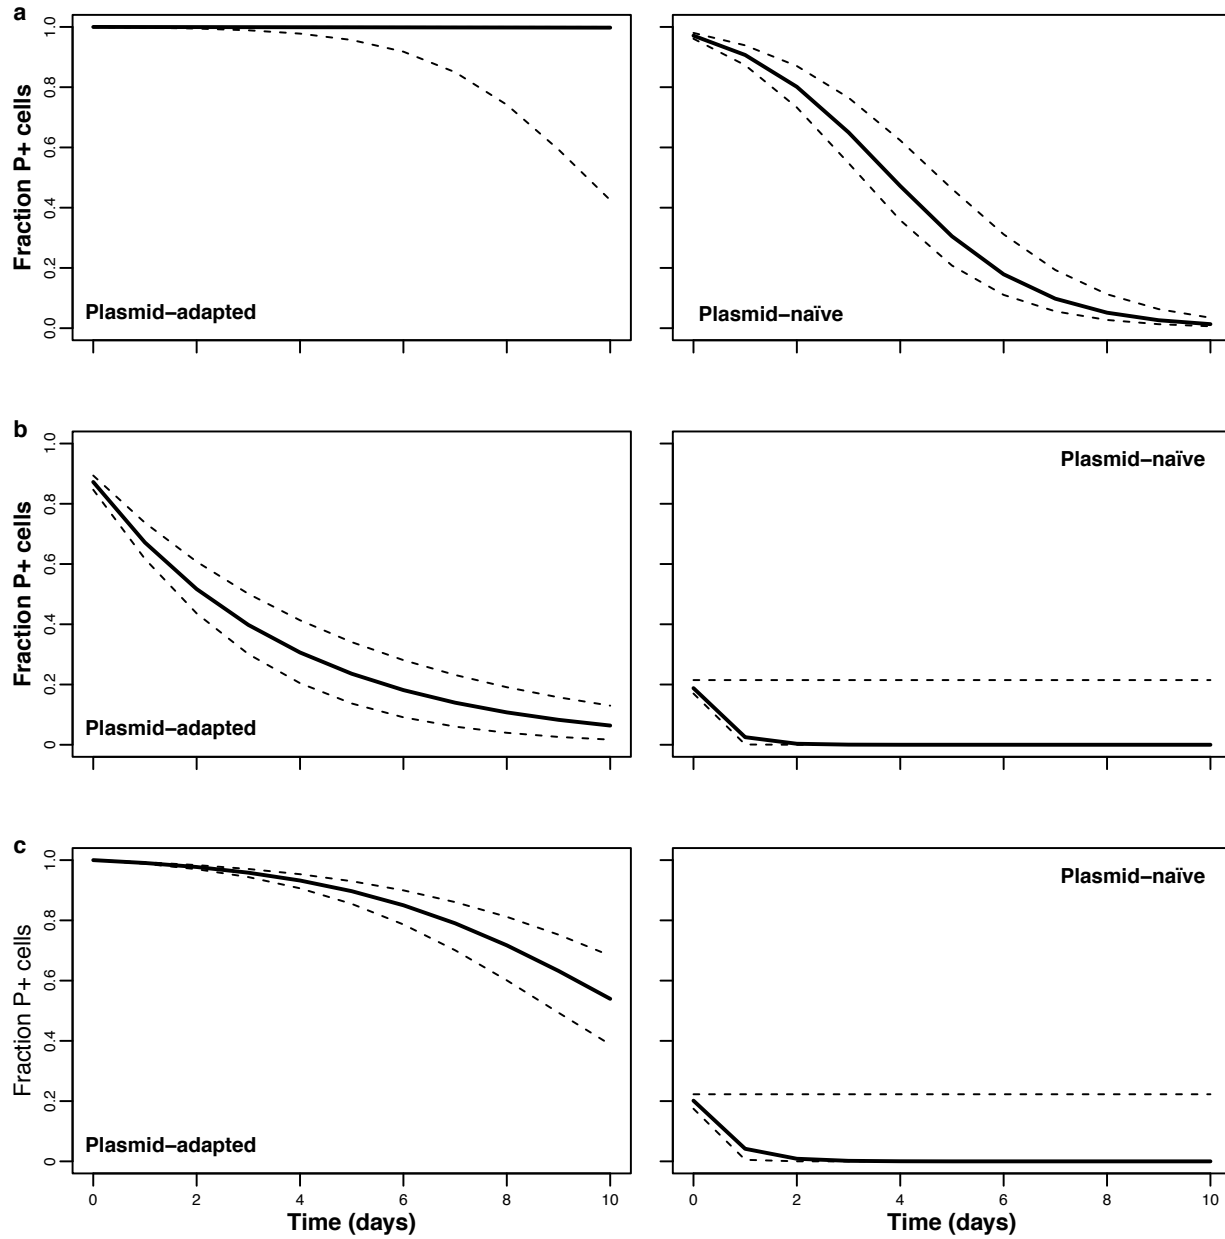 a
Fraction P+ cells
1.0
0.8
0.6
0.4
0.2
0.0
Plasmid–adapted
Plasmid–naïve
b
Fraction P+ cells
1.0
0.8
0.6
0.4
0.2
0
Plasmid–adapted
Plasmid–naïve
c
Fraction P+ cells
1.0
0.8
0.6
0.4
0.2
0
Plasmid–adapted
Plasmid–naïve
0 2 4 6 8 10
Time (days)
0 2 4 6 8 10
Time (days)